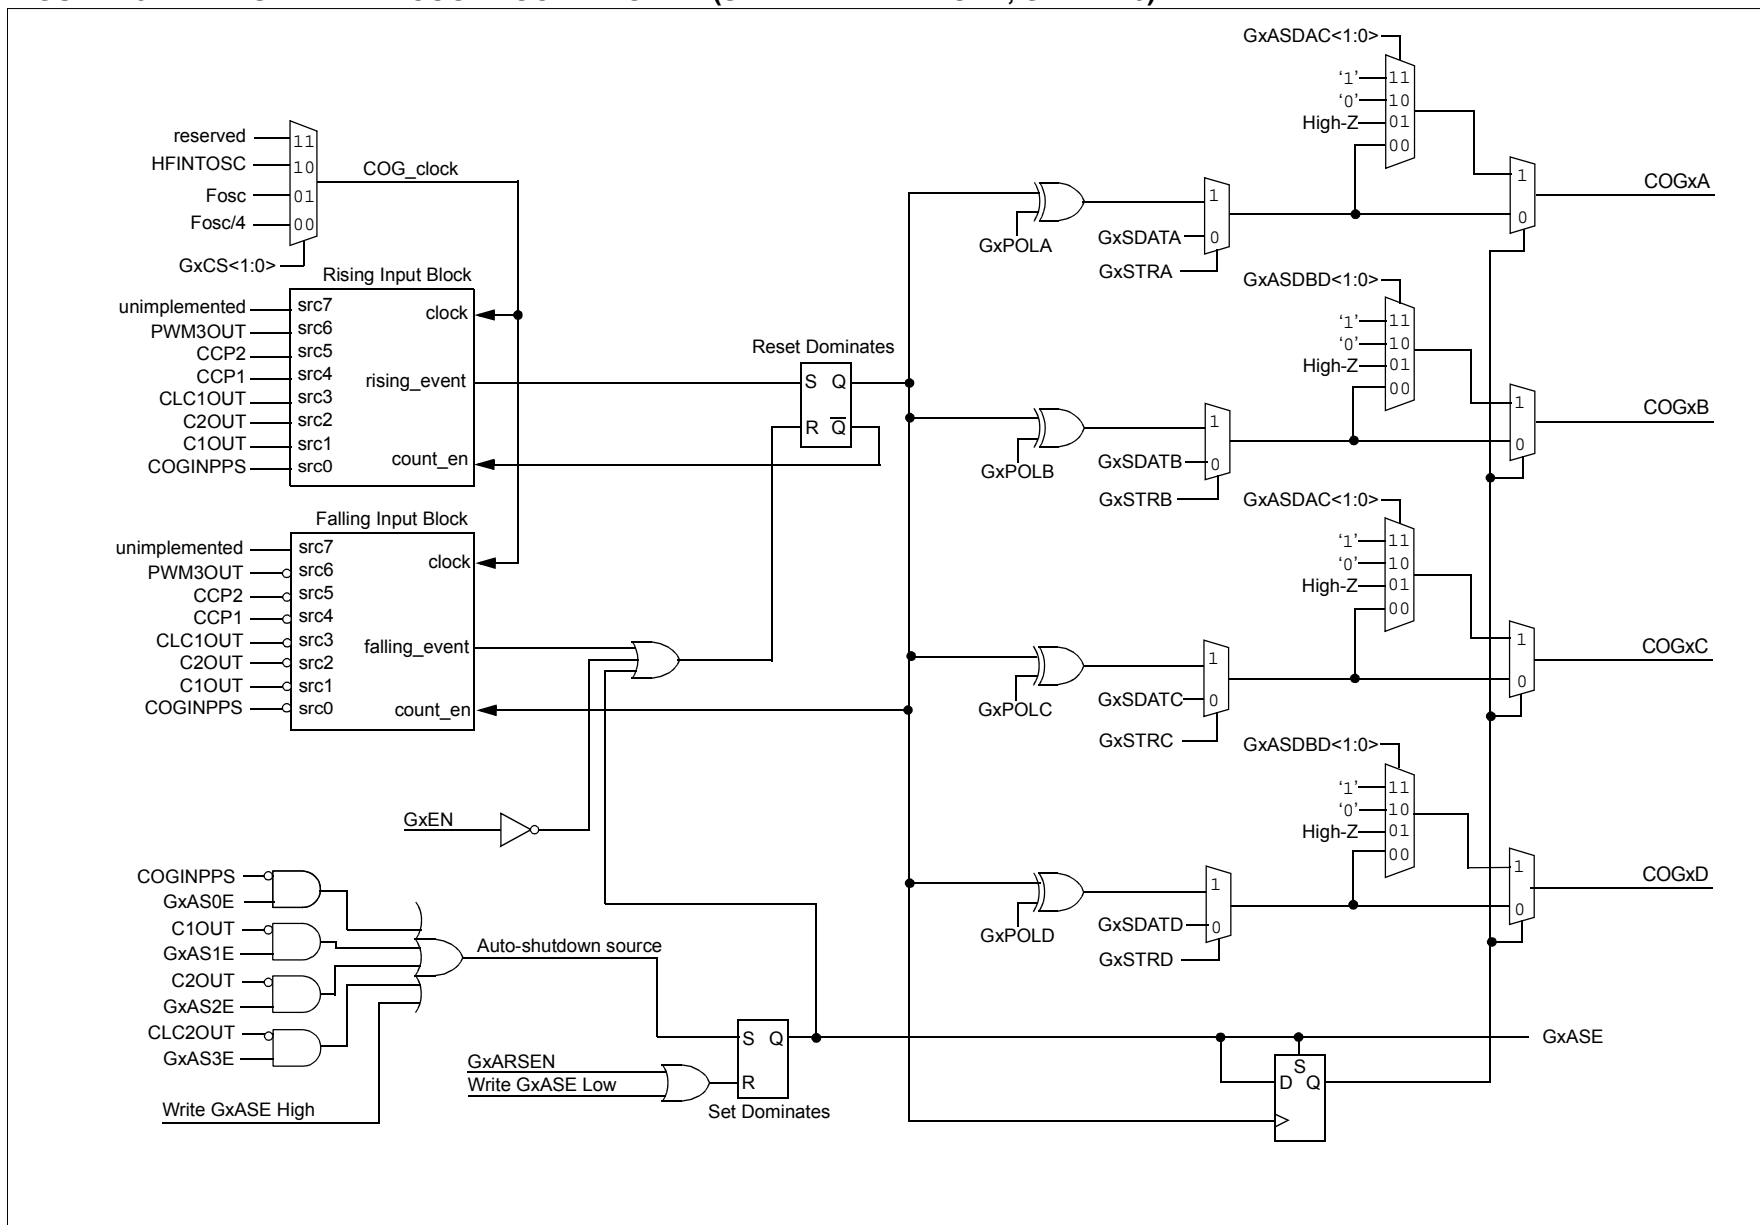 reserved
HFINTOSC
Fosc
Fosc/4
11
10
01
00
GxCS<1:0>
COG_clock
Rising Input Block
unimplemented
PWM3OUT
CCP2
CCP1
CLC1OUT
C2OUT
C1OUT
COGINPPS
src7
src6
src5
src4
src3
src2
src1
src0
clock
rising_event
count_en
Falling Input Block
unimplemented
PWM3OUT
CCP2
CCP1
CLC1OUT
C2OUT
C1OUT
COGINPPS
src7
src6
src5
src4
src3
src2
src1
src0
clock
falling_event
count_en
Reset Dominates
S Q
R Q
GxEN
COGINPPS
GxAS0E
C1OUT
GxAS1E
C2OUT
GxAS2E
CLC2OUT
GxAS3E
Write GxASE High
Auto-shutdown source
GxARSEN
Write GxASE Low
S Q
R
Set Dominates
GxASDAC<1:0>
‘1’ 11
‘0’ 10
High-Z 01
00
GxPOLA
GxSDATA
GxSTRA
1
0
1
0
COGxA
GxASDBD<1:0>
‘1’ 11
‘0’ 10
High-Z 01
00
GxPOLB
GxSDATB
GxSTRB
1
0
1
0
COGxB
GxASDAC<1:0>
‘1’ 11
‘0’ 10
High-Z 01
00
GxPOLC
GxSDATC
GxSTRC
1
0
1
0
COGxC
GxASDBD<1:0>
‘1’ 11
‘0’ 10
High-Z 01
00
GxPOLD
GxSDATD
GxSTRD
1
0
1
0
COGxD
GxASE
S
D Q